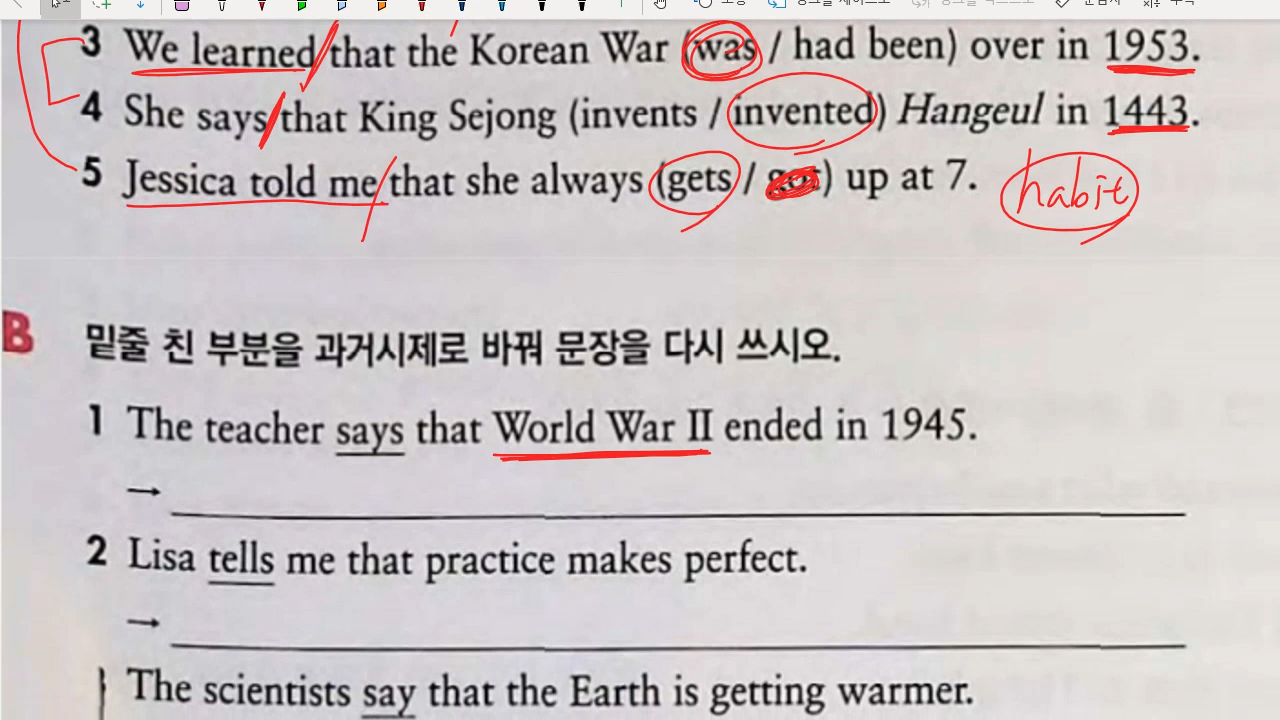 3 We learned that the Korean War (was / had been) over in 1953.
4 She says that King Sejong (invents / invented) Hangeul in 1443.
5 Jessica told me that she always (gets / got) up at 7. habit
B 밑줄 친 부분을 과거시제로 바꿔 문장을 다시 쓰시오.
1 The teacher says that World War II ended in 1945.
→
2 Lisa tells me that practice makes perfect.
→
The scientists say that the Earth is getting warmer.